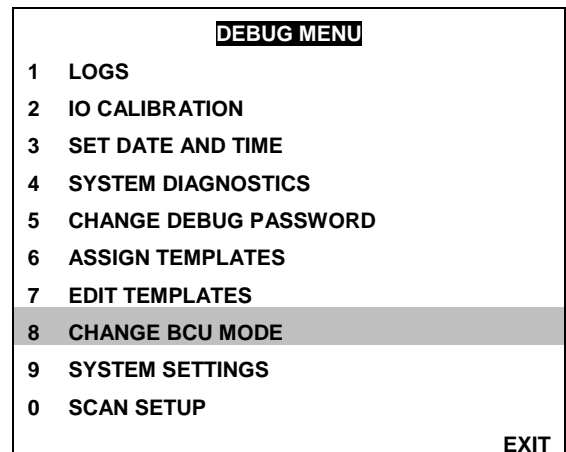 DEBUG MENU
1 LOGS
2 IO CALIBRATION
3 SET DATE AND TIME
4 SYSTEM DIAGNOSTICS
5 CHANGE DEBUG PASSWORD
6 ASSIGN TEMPLATES
7 EDIT TEMPLATES
8 CHANGE BCU MODE
9 SYSTEM SETTINGS
0 SCAN SETUP
EXIT